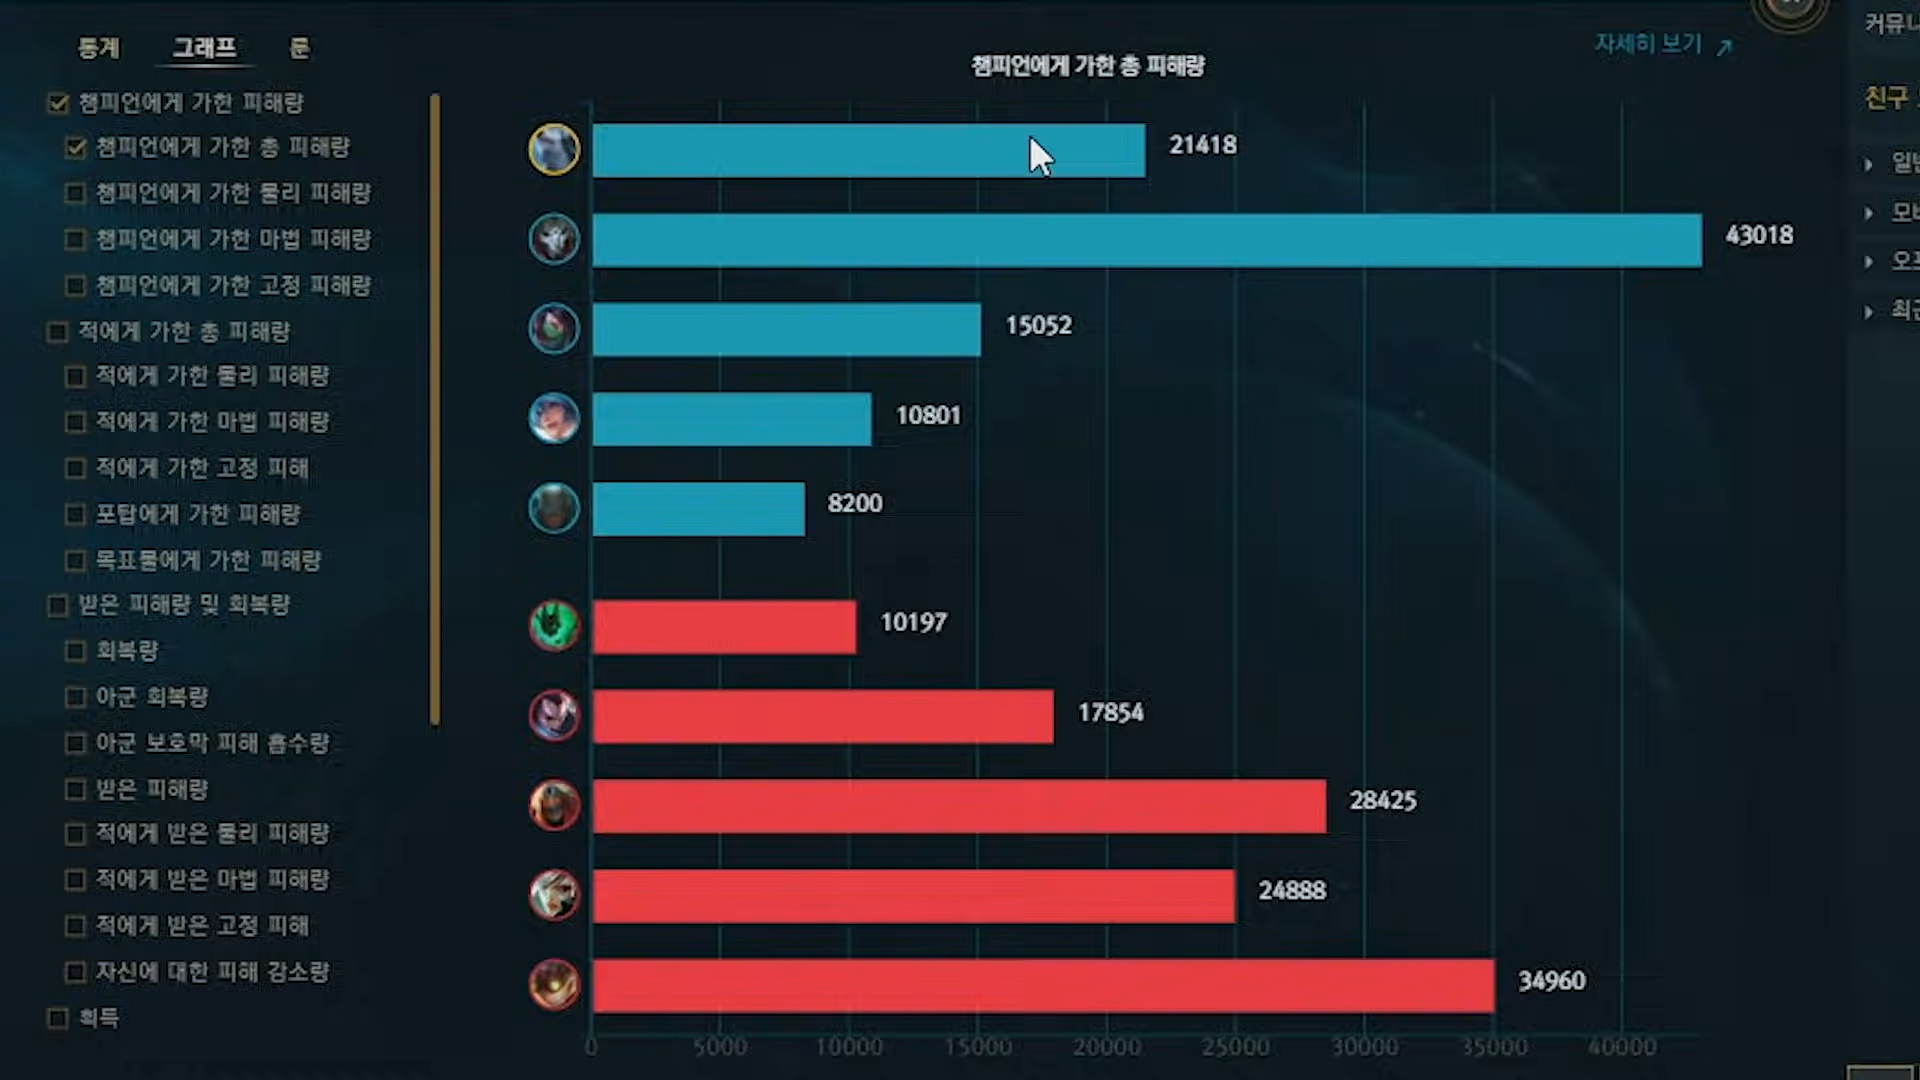 통계 그래프 룬
챔피언에게 가한 피해량
챔피언에게 가한 총 피해량
챔피언에게 가한 물리 피해량
챔피언에게 가한 마법 피해량
챔피언에게 가한 고정 피해량
적에게 가한 총 피해량
적에게 가한 물리 피해량
적에게 가한 마법 피해량
적에게 가한 고정 피해
포탑에게 가한 피해량
목표물에게 가한 피해량
받은 피해량 및 회복량
회복량
아군 회복량
아군 보호막 피해 흡수량
받은 피해량
적에게 받은 물리 피해량
적에게 받은 마법 피해량
적에게 받은 고정 피해
자신에 대한 피해 감소량
획득
챔피언에게 가한 총 피해량
자세히 보기
21418
43018
15052
10801
8200
10197
17854
28425
24888
34960
0 5000 10000 15000 20000 25000 30000 35000 40000
친구